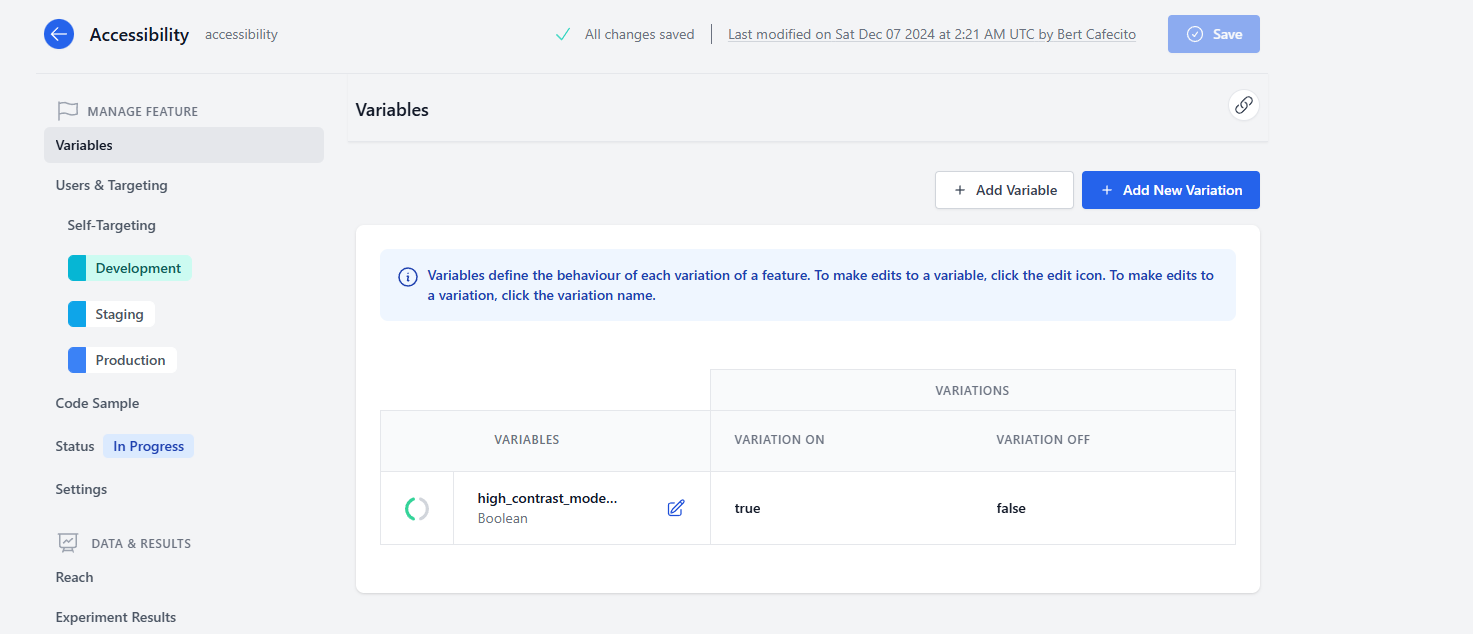 Accessibility accessibility
All changes saved
Last modified on Sat Dec 07 2024 at 2:21 AM UTC by Bert Cafecito
Save
MANAGE FEATURE
Variables
Users & Targeting
Self-Targeting
Development
Staging
Production
Code Sample
Status In Progress
Settings
DATA & RESULTS
Reach
Experiment Results
Variables
+ Add Variable
+ Add New Variation
Variables define the behaviour of each variation of a feature. To make edits to a variable, click the edit icon. To make edits to
a variation, click the variation name.
VARIATIONS
VARIABLES VARIATION ON VARIATION OFF
high_contrast_mode... true false
Boolean